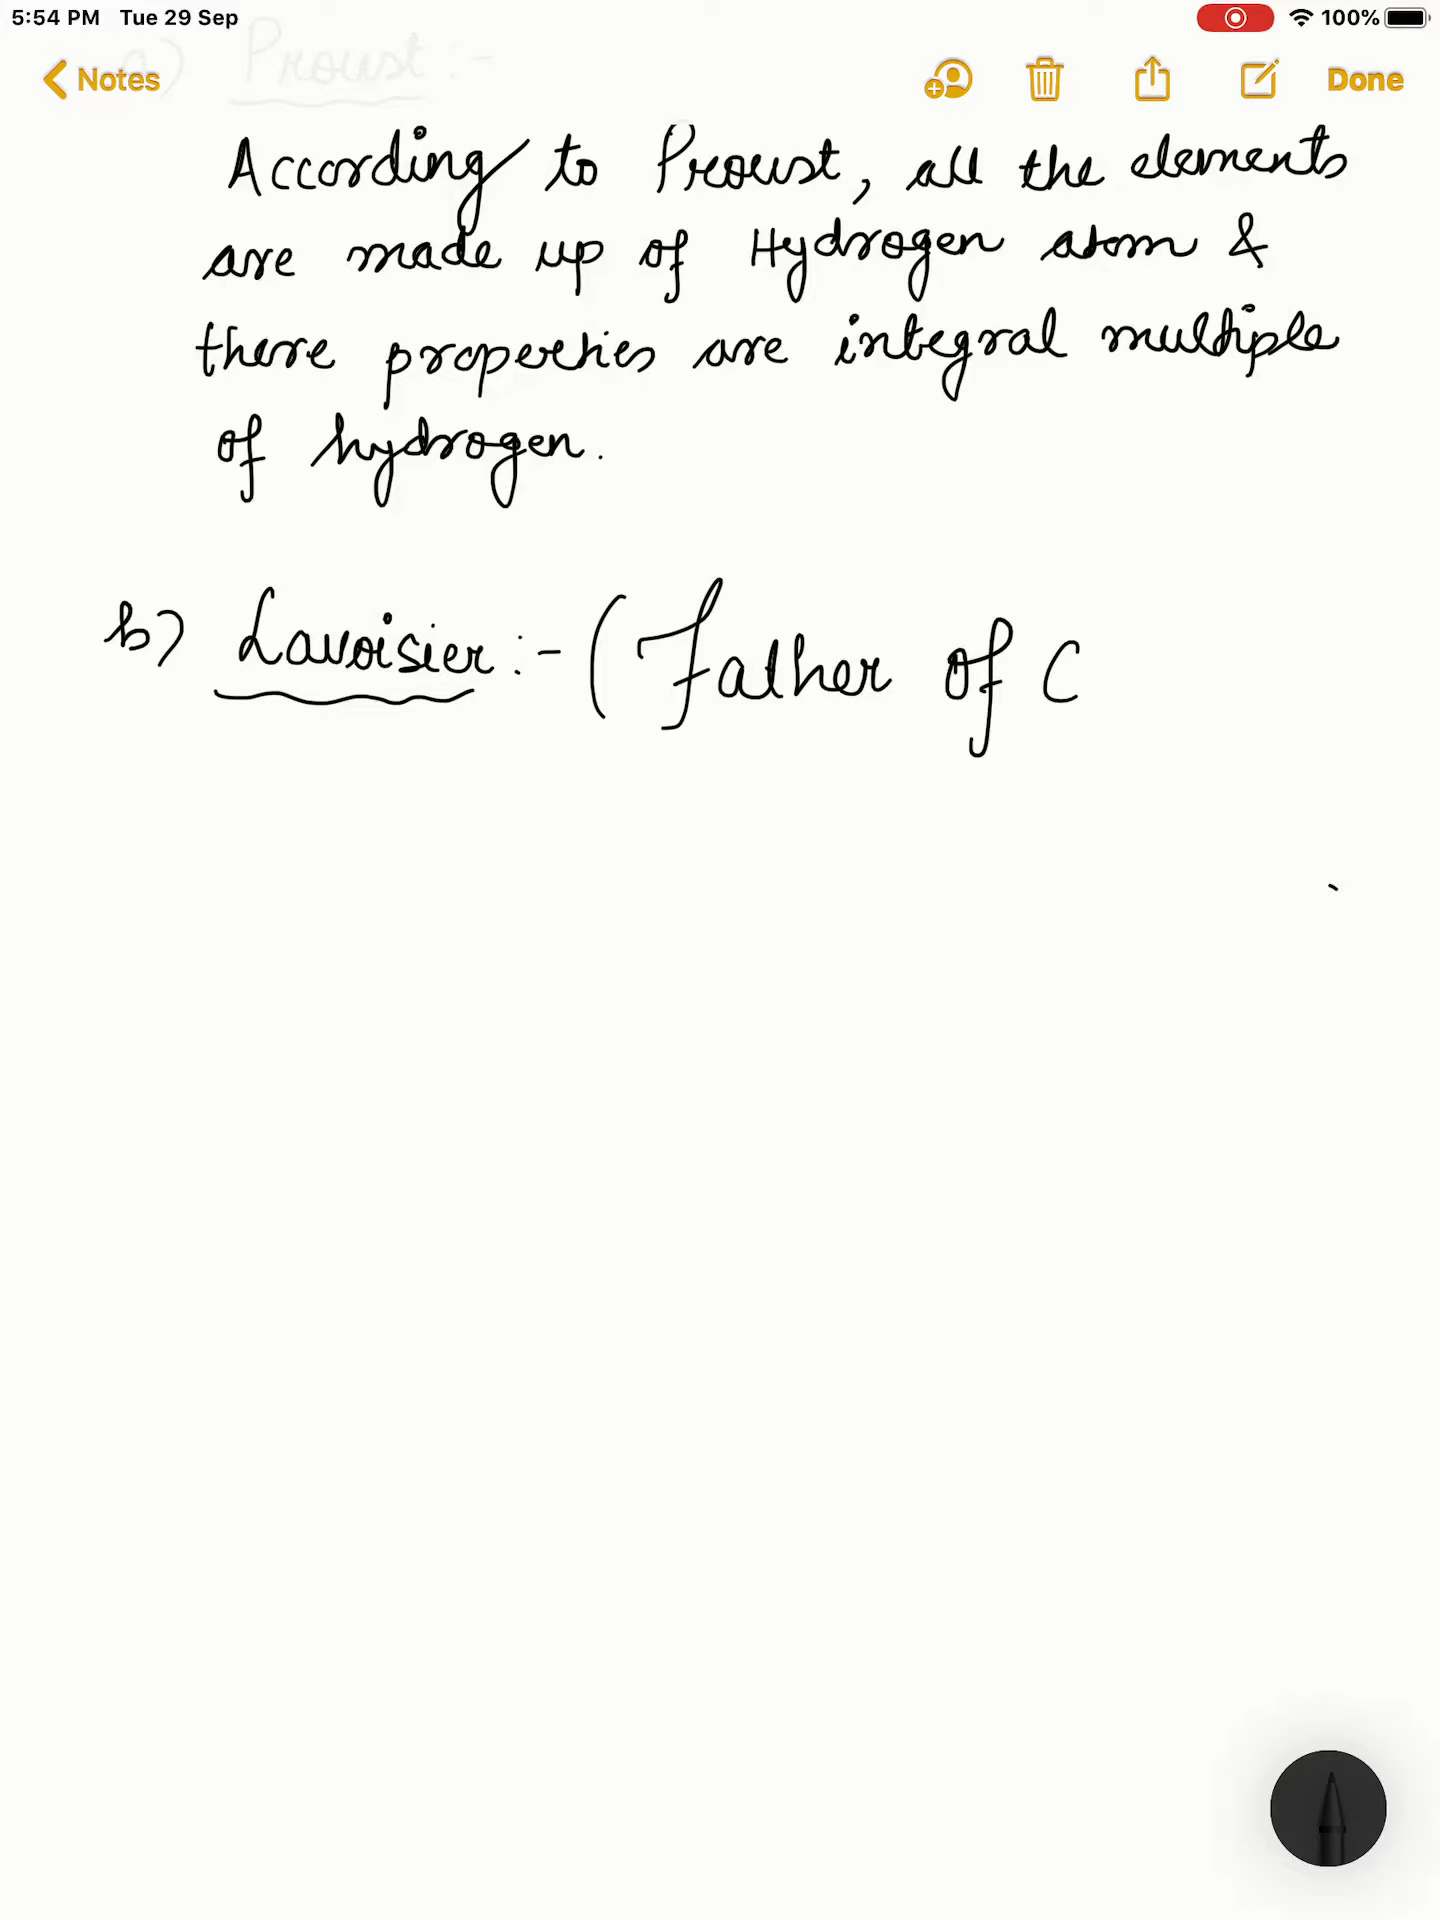 5:54 PM Tue 29 Sep 100%
a) Proust :-
Notes Done
According to Proust, all the elements
are made up of Hydrogen atom &
there properties are integral multiple
of hydrogen.
b) Lavoisier :- (Father of C